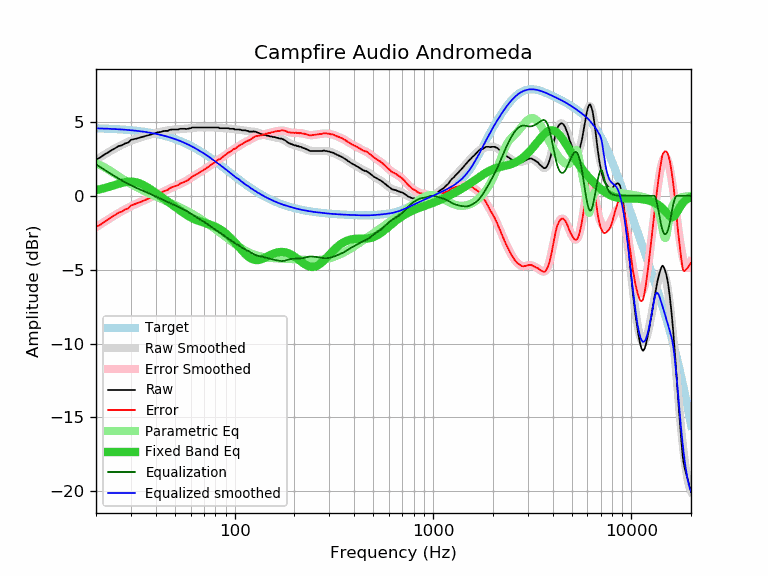 Campfire Audio Andromeda
Amplitude (dBr)
5
0
−5
−10
−15
−20
Target
Raw Smoothed
Error Smoothed
Raw
Error
Parametric Eq
Fixed Band Eq
Equalization
Equalized smoothed
100
1000
10000
Frequency (Hz)